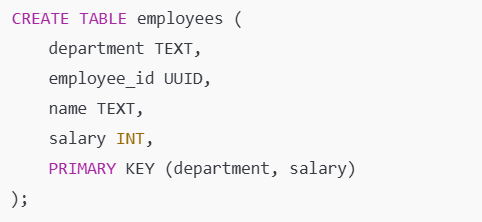 CREATE TABLE employees (
    department TEXT,
    employee_id UUID,
    name TEXT,
    salary INT,
    PRIMARY KEY (department, salary)
);